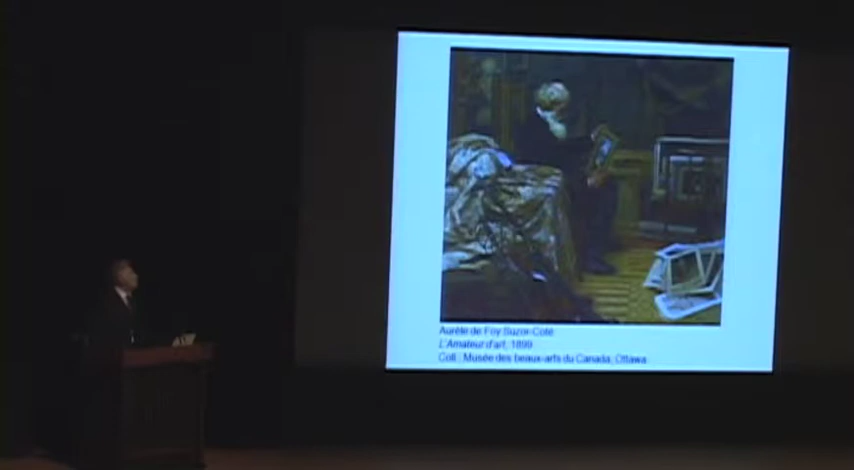 Aurèle de Foy Suzor-Coté
L'Amateur d'art, 1899
Coll.: Musée des beaux-arts du Canada, Ottawa